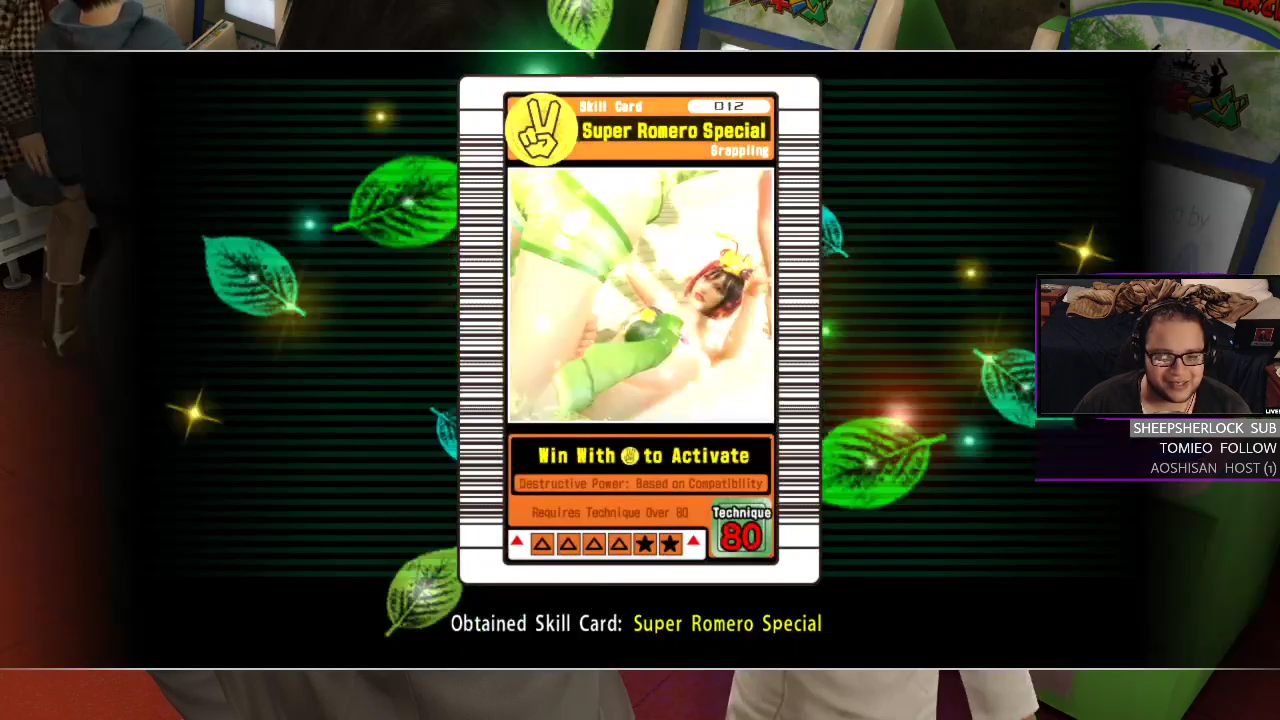 Skill Card
012
Super Romero Special
Grappling
Win With to Activate
Destructive Power: Based on Compatibility
Requires Technique Over 80
Technique
80
Obtained Skill Card: Super Romero Special
LIVE
SHEEPSHERLOCK SUB
TOMIEO FOLLOW
AOSHISAN HOST (1)